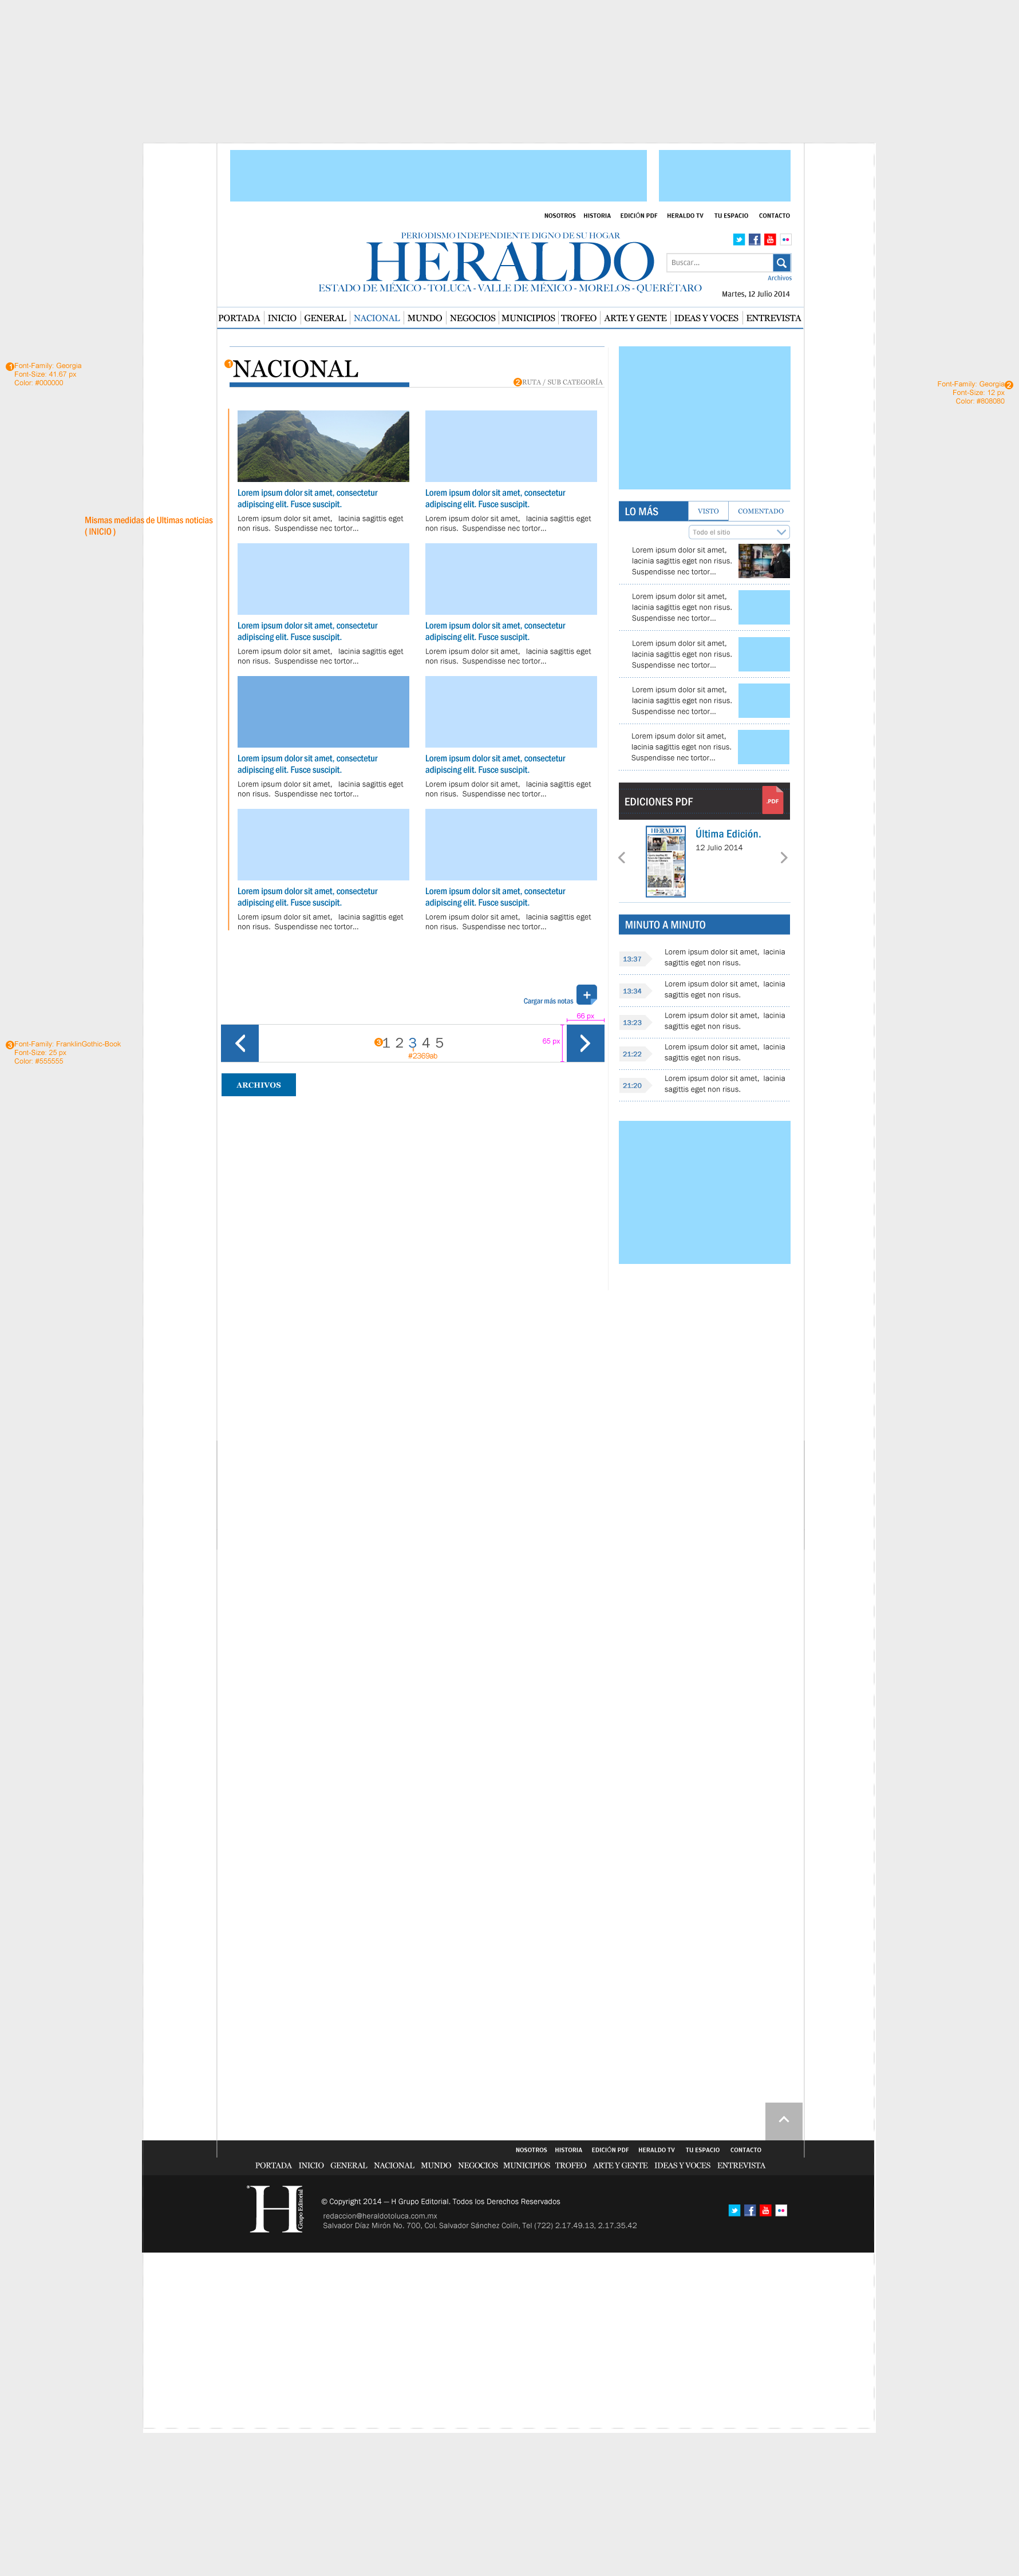 NOSOTROS HISTORIA EDICIÓN PDF HERALDO TV TU ESPACIO CONTACTO
PERIODISMO INDEPENDIENTE DIGNO DE SU HOGAR
HERALDO
ESTADO DE MÉXICO - TOLUCA - VALLE DE MÉXICO - MORELOS - QUERÉTARO
Buscar...
Archivos
Martes, 12 Julio 2014
PORTADA INICIO GENERAL NACIONAL MUNDO NEGOCIOS MUNICIPIOS TROFEO ARTE Y GENTE IDEAS Y VOCES ENTREVISTA
1 Font-Family: Georgia
Font-Size: 41.67 px
Color: #000000
1 NACIONAL
2 RUTA / SUB CATEGORÍA
Font-Family: Georgia 2
Font-Size: 12 px
Color: #808080
Mismas medidas de Ultimas noticias
( INICIO )
Lorem ipsum dolor sit amet, consectetur
adipiscing elit. Fusce suscipit.
Lorem ipsum dolor sit amet, lacinia sagittis eget
non risus. Suspendisse nec tortor...
Lorem ipsum dolor sit amet, consectetur
adipiscing elit. Fusce suscipit.
Lorem ipsum dolor sit amet, lacinia sagittis eget
non risus. Suspendisse nec tortor...
Lorem ipsum dolor sit amet, consectetur
adipiscing elit. Fusce suscipit.
Lorem ipsum dolor sit amet, lacinia sagittis eget
non risus. Suspendisse nec tortor...
Lorem ipsum dolor sit amet, consectetur
adipiscing elit. Fusce suscipit.
Lorem ipsum dolor sit amet, lacinia sagittis eget
non risus. Suspendisse nec tortor...
Lorem ipsum dolor sit amet, consectetur
adipiscing elit. Fusce suscipit.
Lorem ipsum dolor sit amet, lacinia sagittis eget
non risus. Suspendisse nec tortor...
Lorem ipsum dolor sit amet, consectetur
adipiscing elit. Fusce suscipit.
Lorem ipsum dolor sit amet, lacinia sagittis eget
non risus. Suspendisse nec tortor...
Lorem ipsum dolor sit amet, consectetur
adipiscing elit. Fusce suscipit.
Lorem ipsum dolor sit amet, lacinia sagittis eget
non risus. Suspendisse nec tortor...
Lorem ipsum dolor sit amet, consectetur
adipiscing elit. Fusce suscipit.
Lorem ipsum dolor sit amet, lacinia sagittis eget
non risus. Suspendisse nec tortor...
Cargar más notas +
66 px
65 px
3 Font-Family: FranklinGothic-Book
Font-Size: 25 px
Color: #555555
3 1 2 3 4 5
#2369ab
ARCHIVOS
LO MÁS VISTO COMENTADO
Todo el sitio
Lorem ipsum dolor sit amet,
lacinia sagittis eget non risus.
Suspendisse nec tortor...
Lorem ipsum dolor sit amet,
lacinia sagittis eget non risus.
Suspendisse nec tortor...
Lorem ipsum dolor sit amet,
lacinia sagittis eget non risus.
Suspendisse nec tortor...
Lorem ipsum dolor sit amet,
lacinia sagittis eget non risus.
Suspendisse nec tortor...
Lorem ipsum dolor sit amet,
lacinia sagittis eget non risus.
Suspendisse nec tortor...
EDICIONES PDF .PDF
HERALDO
Última Edición.
12 Julio 2014
MINUTO A MINUTO
13:37 Lorem ipsum dolor sit amet, lacinia
sagittis eget non risus.
13:34 Lorem ipsum dolor sit amet, lacinia
sagittis eget non risus.
13:23 Lorem ipsum dolor sit amet, lacinia
sagittis eget non risus.
21:22 Lorem ipsum dolor sit amet, lacinia
sagittis eget non risus.
21:20 Lorem ipsum dolor sit amet, lacinia
sagittis eget non risus.
NOSOTROS HISTORIA EDICIÓN PDF HERALDO TV TU ESPACIO CONTACTO
PORTADA INICIO GENERAL NACIONAL MUNDO NEGOCIOS MUNICIPIOS TROFEO ARTE Y GENTE IDEAS Y VOCES ENTREVISTA
H Grupo Editorial
© Copyright 2014 — H Grupo Editorial. Todos los Derechos Reservados
redaccion@heraldotoluca.com.mx
Salvador Díaz Mirón No. 700, Col. Salvador Sánchez Colín, Tel (722) 2.17.49.13, 2.17.35.42